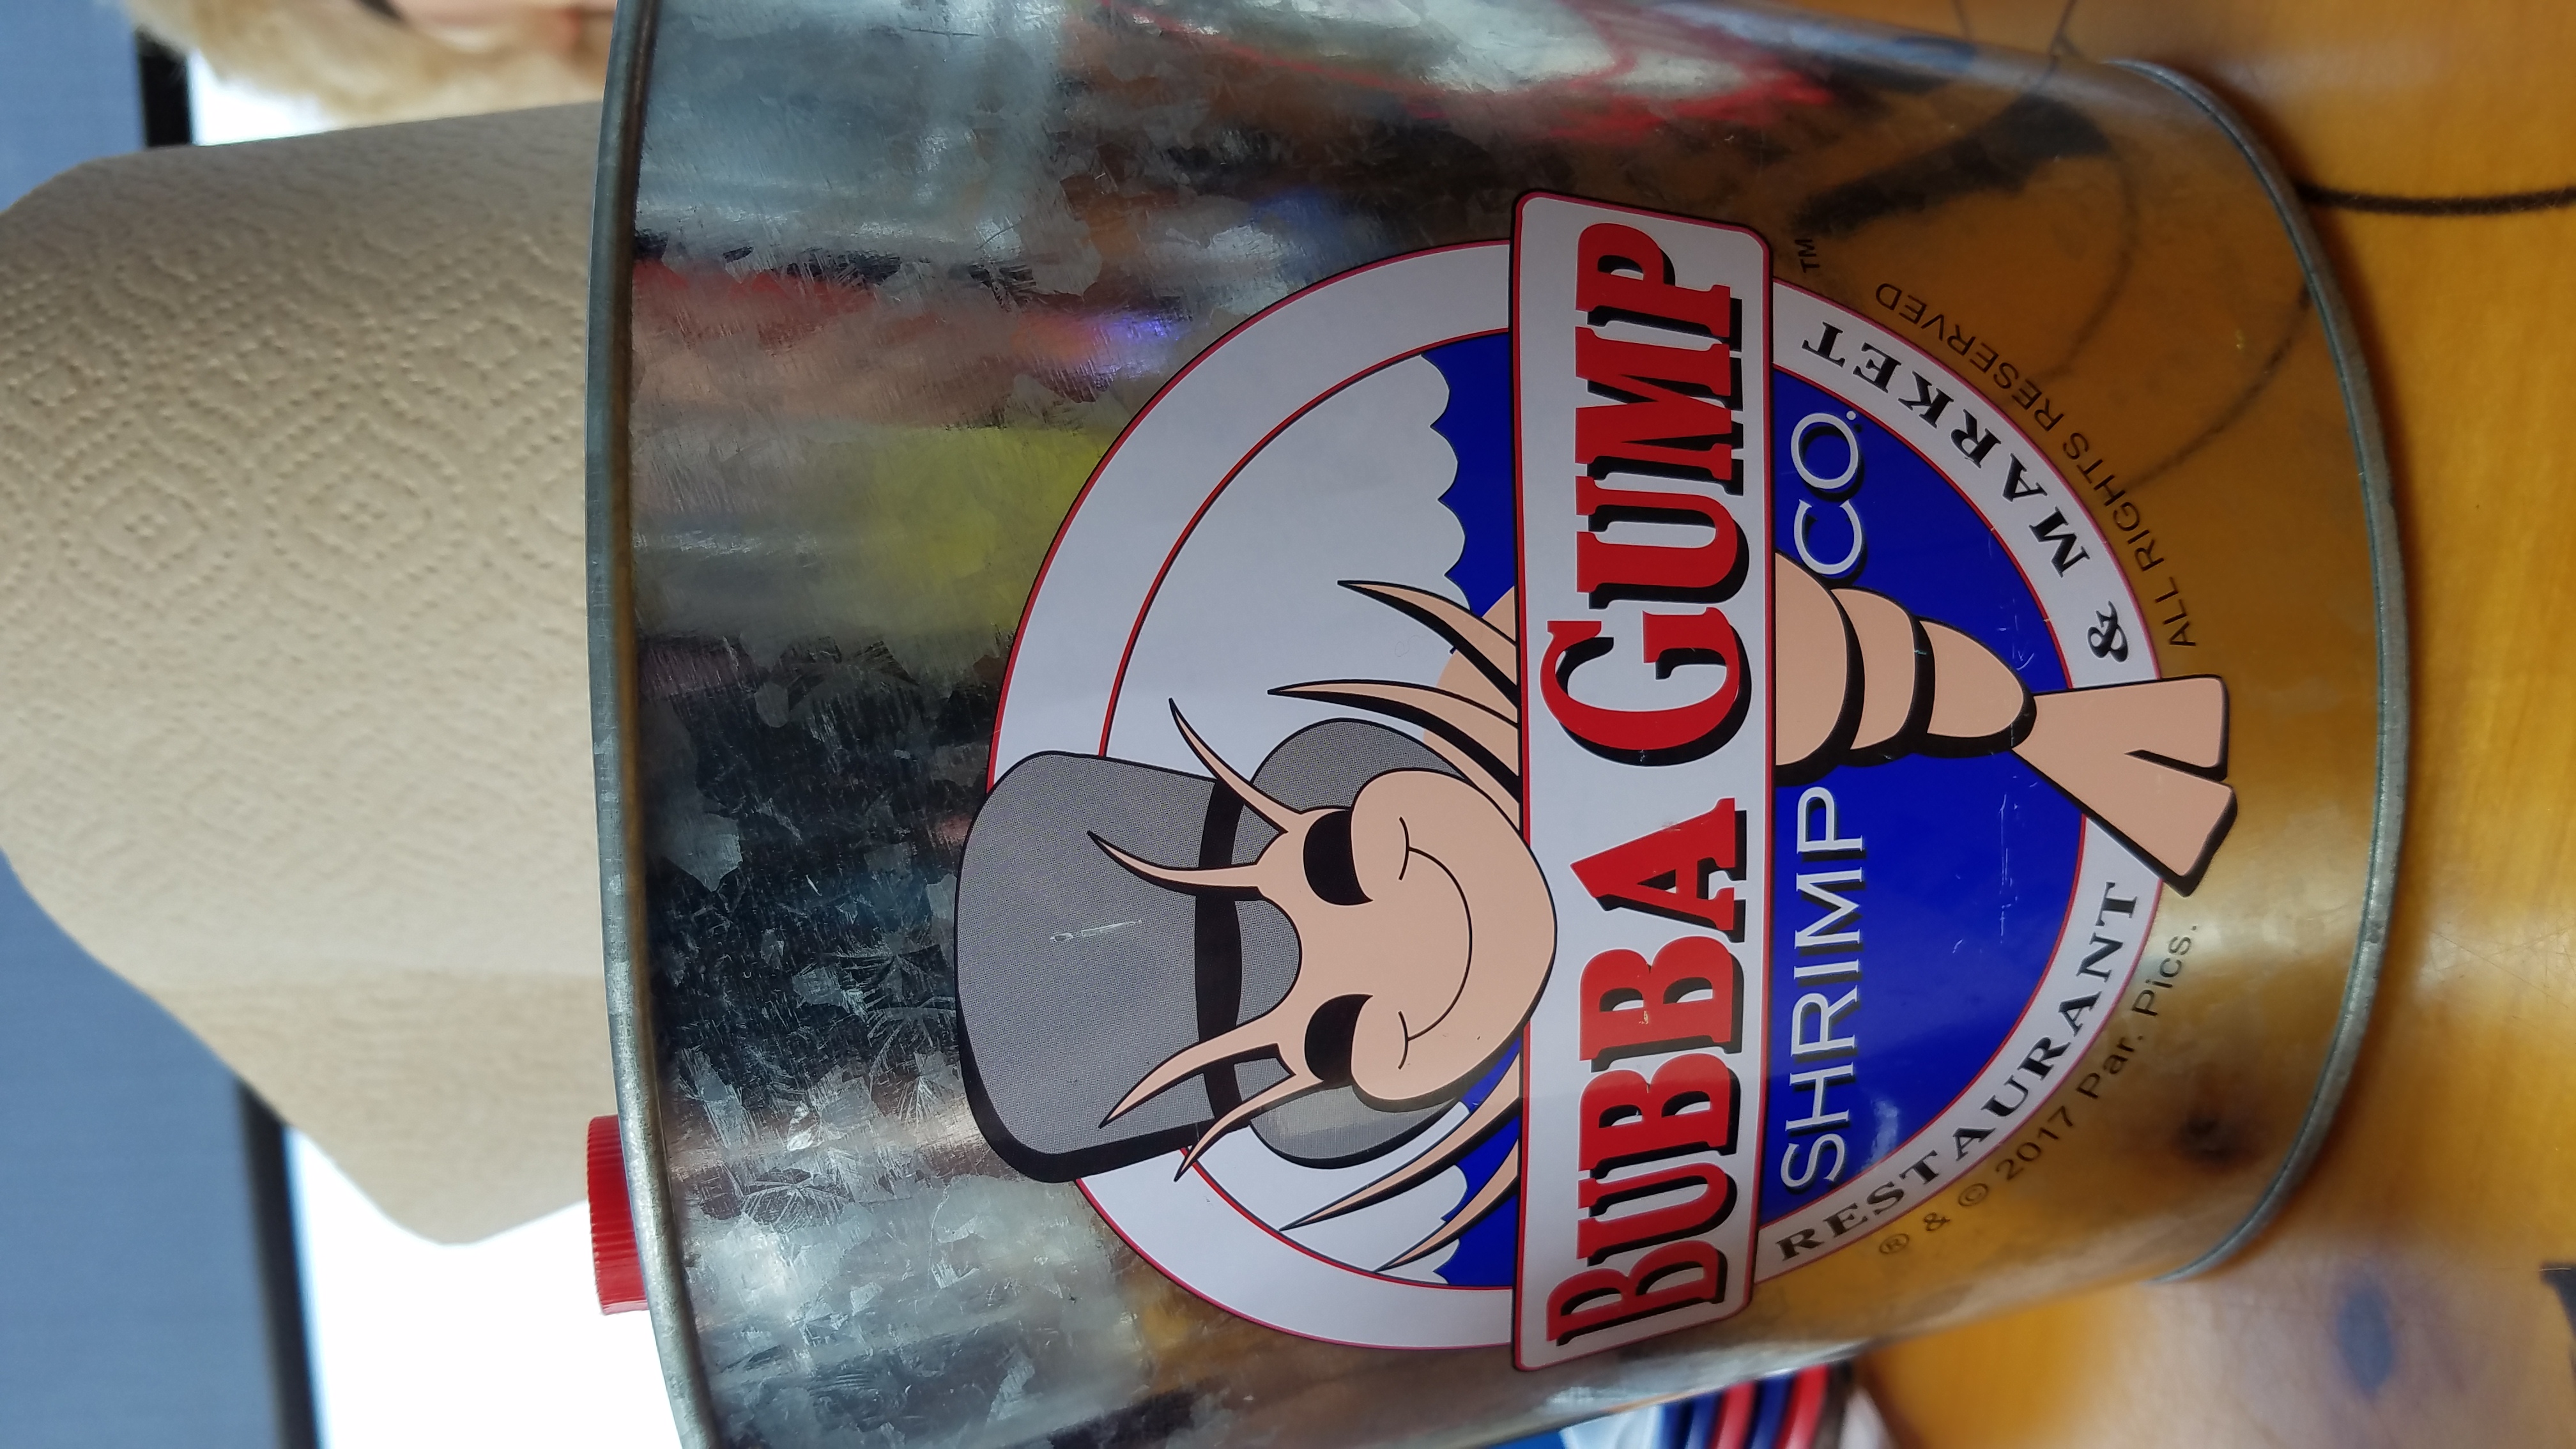 BUBBA GUMP
SHRIMP CO.
RESTAURANT & MARKET
™
® & © 2017 Par. Pics. ALL RIGHTS RESERVED